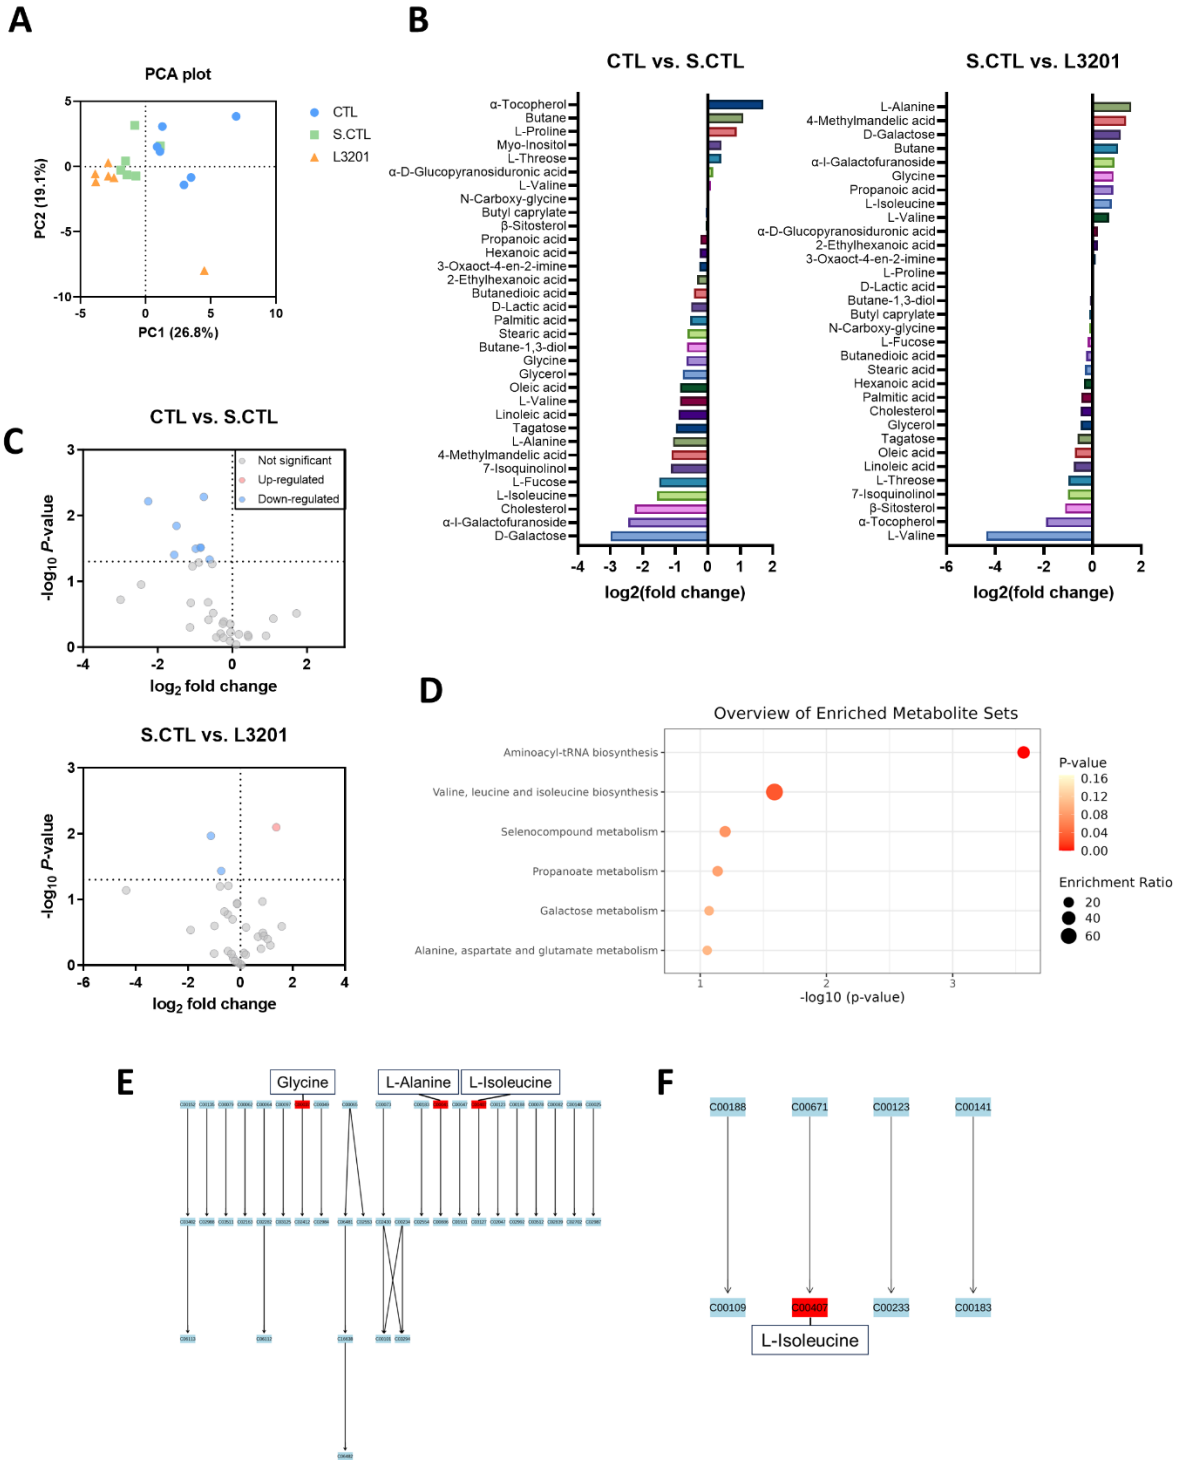 A
PCA plot
PC2 (19.1%)
5
0
-5
-10
-5
0
5
10
PC1 (26.8%)
CTL
S.CTL
L3201
B
CTL vs. S.CTL
α-Tocopherol
Butane
L-Proline
Myo-Inositol
L-Threose
α-D-Glucopyranosiduronic acid
L-Valine
N-Carboxy-glycine
Butyl caprylate
β-Sitosterol
Propanoic acid
Hexanoic acid
3-Oxaoct-4-en-2-imine
2-Ethylhexanoic acid
Butanedioic acid
D-Lactic acid
Palmitic acid
Stearic acid
Butane-1,3-diol
Glycine
Glycerol
Oleic acid
L-Valine
Linoleic acid
Tagatose
L-Alanine
4-Methylmandelic acid
7-Isoquinolinol
L-Fucose
L-Isoleucine
Cholesterol
α-l-Galactofuranoside
D-Galactose
-4 -3 -2 -1 0 1 2
log2(fold change)
S.CTL vs. L3201
L-Alanine
4-Methylmandelic acid
D-Galactose
Butane
α-l-Galactofuranoside
Glycine
Propanoic acid
L-Isoleucine
L-Valine
α-D-Glucopyranosiduronic acid
2-Ethylhexanoic acid
3-Oxaoct-4-en-2-imine
L-Proline
D-Lactic acid
Butane-1,3-diol
Butyl caprylate
N-Carboxy-glycine
L-Fucose
Butanedioic acid
Stearic acid
Hexanoic acid
Palmitic acid
Cholesterol
Glycerol
Tagatose
Oleic acid
Linoleic acid
L-Threose
7-Isoquinolinol
β-Sitosterol
α-Tocopherol
L-Valine
-6 -4 -2 0 2
log2(fold change)
C
CTL vs. S.CTL
-log10 P-value
3
2
1
0
Not significant
Up-regulated
Down-regulated
-4 -2 0 2
log2 fold change
S.CTL vs. L3201
-log10 P-value
3
2
1
0
-6 -4 -2 0 2 4
log2 fold change
D
Overview of Enriched Metabolite Sets
Aminoacyl-tRNA biosynthesis
Valine, leucine and isoleucine biosynthesis
Selenocompound metabolism
Propanoate metabolism
Galactose metabolism
Alanine, aspartate and glutamate metabolism
1 2 3
-log10 (p-value)
P-value
0.16
0.12
0.08
0.04
0.00
Enrichment Ratio
20
40
60
E
Glycine
L-Alanine
L-Isoleucine
F
C00188
C00671
C00123
C00141
C00109
C00407
C00233
C00183
L-Isoleucine